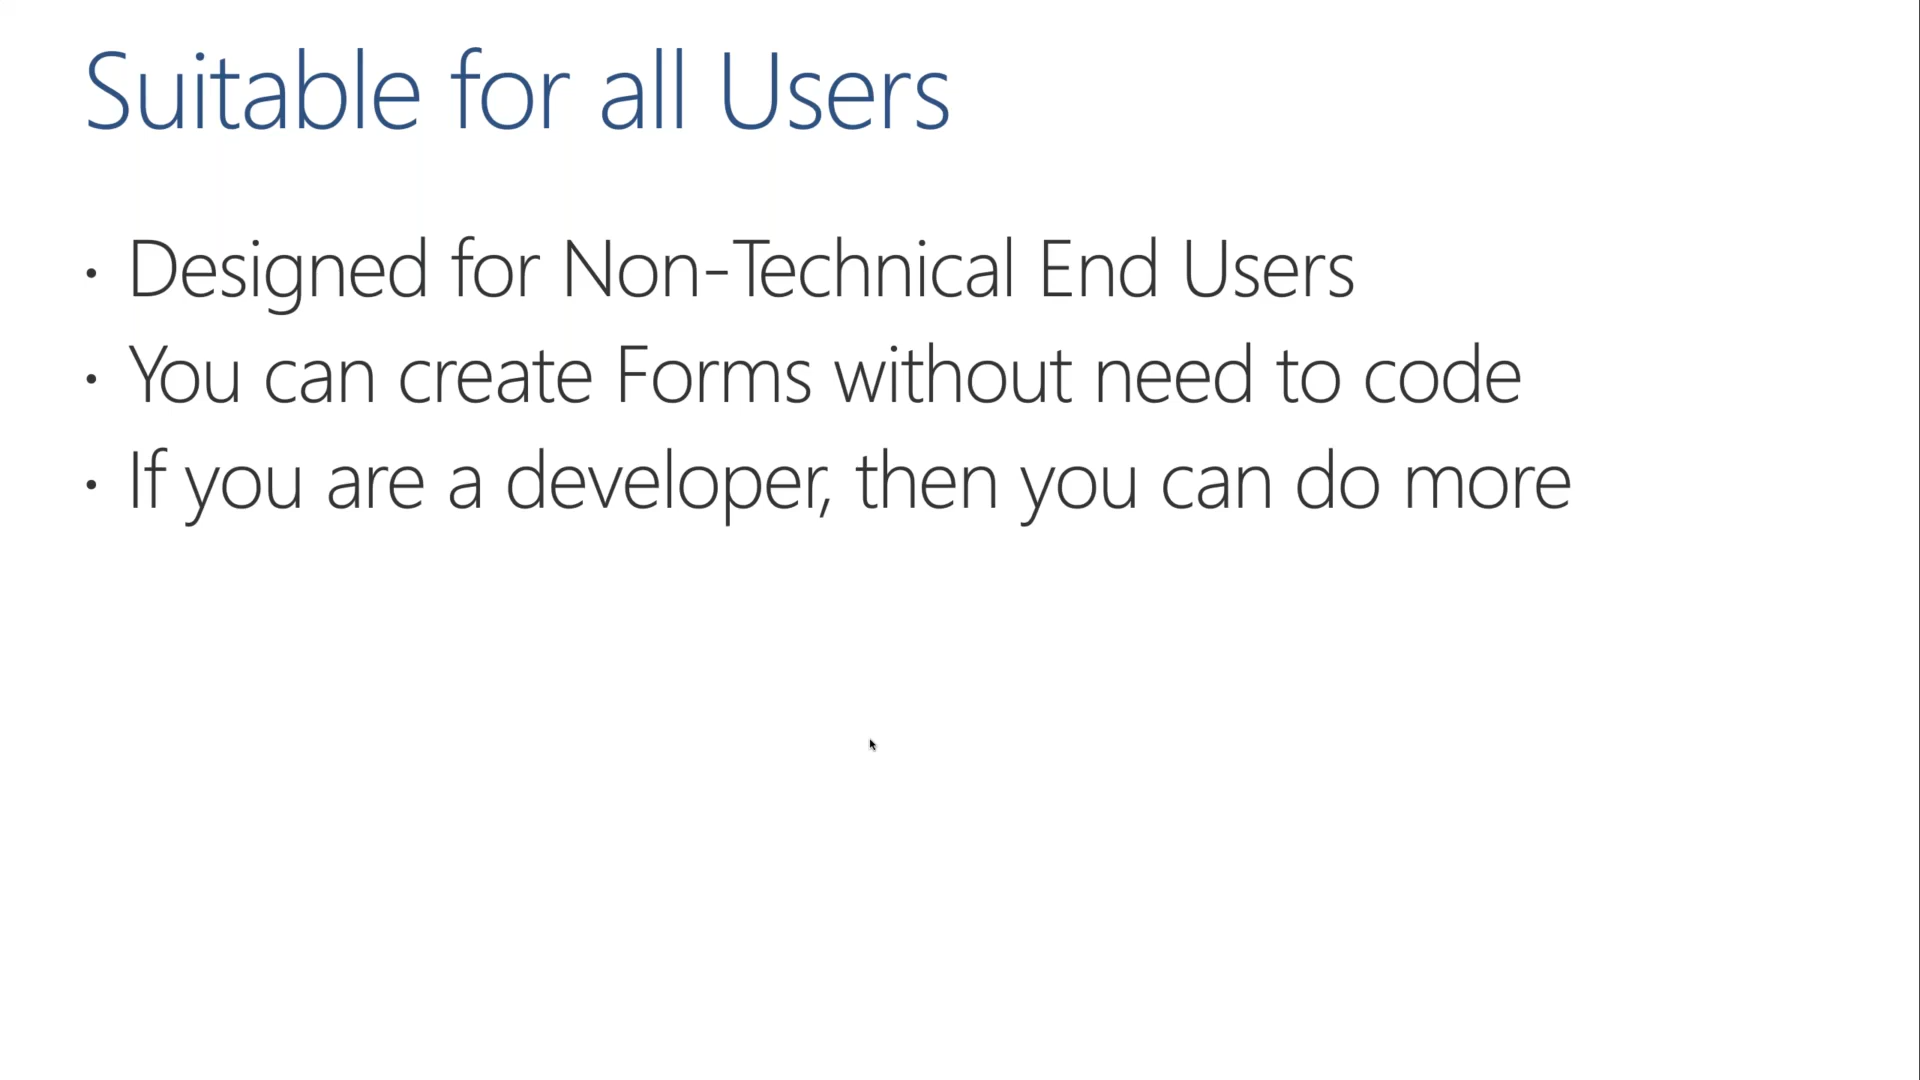 Suitable for all Users
• Designed for Non-Technical End Users
• You can create Forms without need to code
• If you are a developer, then you can do more